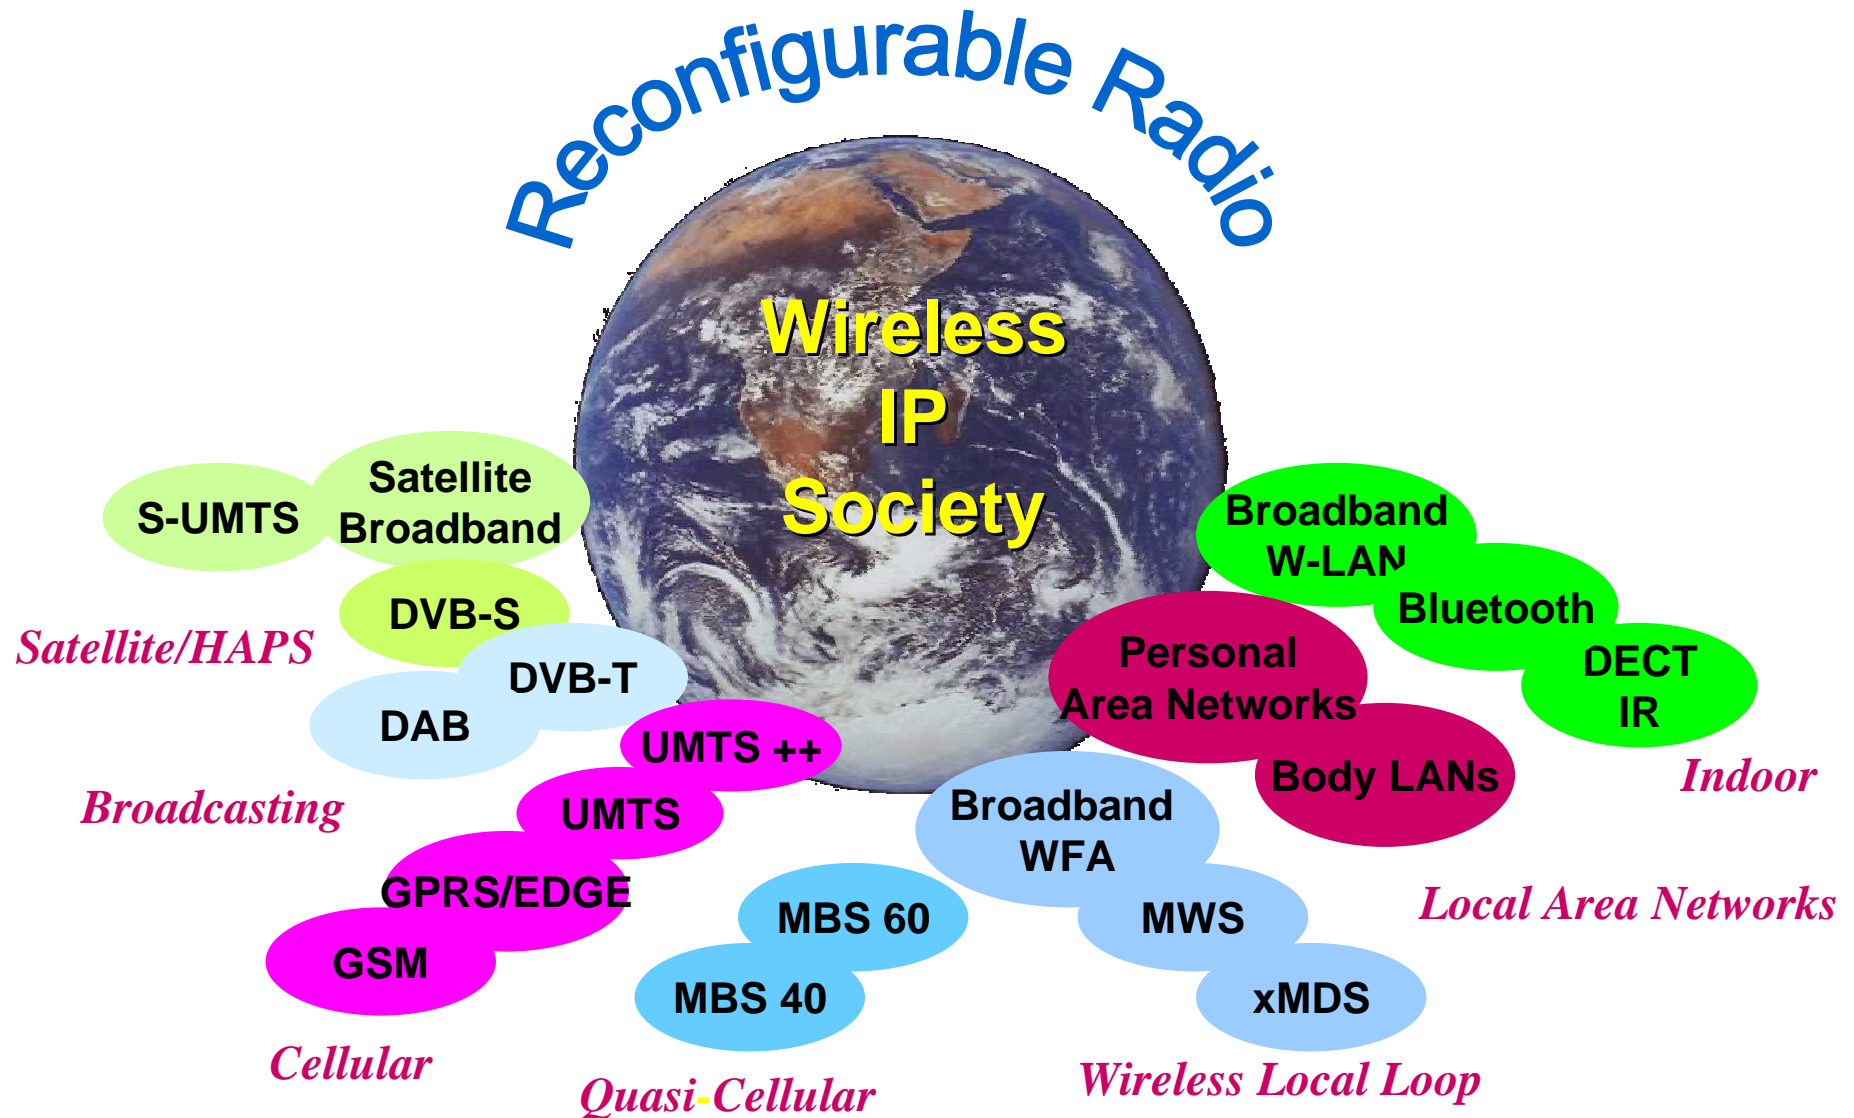 Reconfigurable Radio
Wireless
IP
Society
S-UMTS
Satellite
Broadband
DVB-S
Satellite/HAPS
DVB-T
DAB
Broadcasting
UMTS ++
UMTS
GPRS/EDGE
GSM
Cellular
MBS 60
MBS 40
Quasi-Cellular
Broadband
WFA
MWS
xMDS
Wireless Local Loop
Personal
Area Networks
Body LANs
Local Area Networks
Broadband
W-LAN
Bluetooth
DECT
IR
Indoor